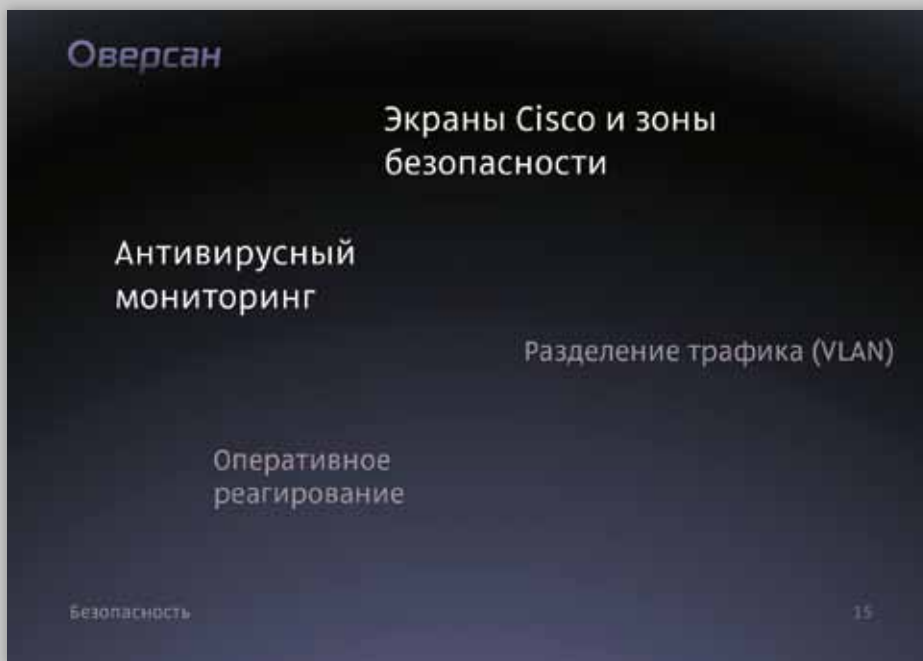 Оверсан
Экраны Cisco и зоны
безопасности
Антивирусный
мониторинг
Разделение трафика (VLAN)
Оперативное
реагирование
Безопасность
15